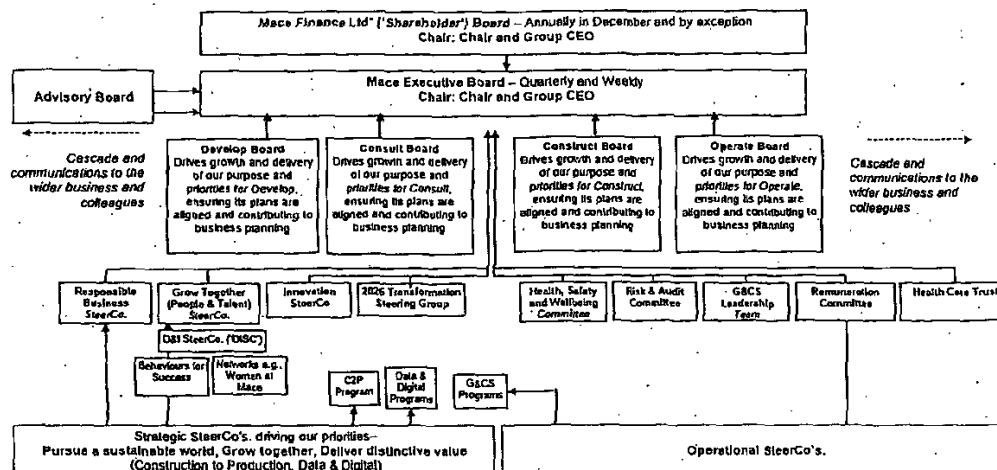 Mace Finance Ltd" ('Shareholder') Board – Annually in December and by exception
Chair: Chair and Group CEO
Mace Executive Board – Quarterly and Weekly
Chair: Chair and Group CEO
Advisory Board
Cascade and
communications to the
wider business and
colleagues
Develop Board
Drives growth and delivery
of our purpose and
priorities for Develop,
ensuring its plans are
aligned and contributing to
business planning
Consult Board
Drives growth and delivery
of our purpose and
priorities for Consult,
ensuring its plans are
aligned and contributing to
business planning
Construct Board
Drives growth and delivery
of our purpose and
priorities for Construct,
ensuring its plans are
aligned and contributing to
business planning
Operate Board
Drives growth and delivery
of our purpose and
priorities for Operate,
ensuring its plans are
aligned and contributing to
business planning
Cascade and
communications to the
wider business and
colleagues
Responsible
Business
SteerCo.
Grow Together
(People & Talent)
SteerCo.
Innovation
SteerCo
2026 Transformation
Steering Group
Health, Safety
and Wellbeing
Committee
Risk & Audit
Committee
G&CS
Leadership
Team
Remuneration
Committee
Health Care Trust
D&I SteerCo. ('DISC')
Behaviours for
Success
Networks e.g.,
Women at
Mace
C2P
Program
Data &
Digital
Programs
G&CS
Programs
Strategic SteerCo's. driving our priorities–
Pursue a sustainable world, Grow together, Deliver distinctive value
(Construction to Production, Data & Digital)
Operational SteerCo's.